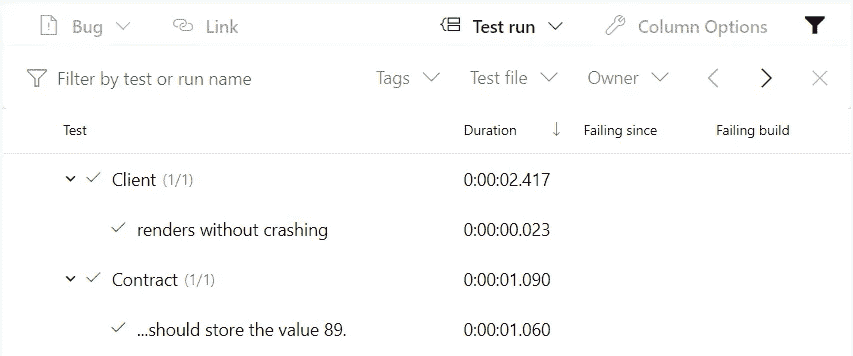 Bug Link Test run Column Options
Filter by test or run name Tags Test file Owner
Test Duration Failing since Failing build
Client (1/1) 0:00:02.417
renders without crashing 0:00:00.023
Contract (1/1) 0:00:01.090
...should store the value 89. 0:00:01.060